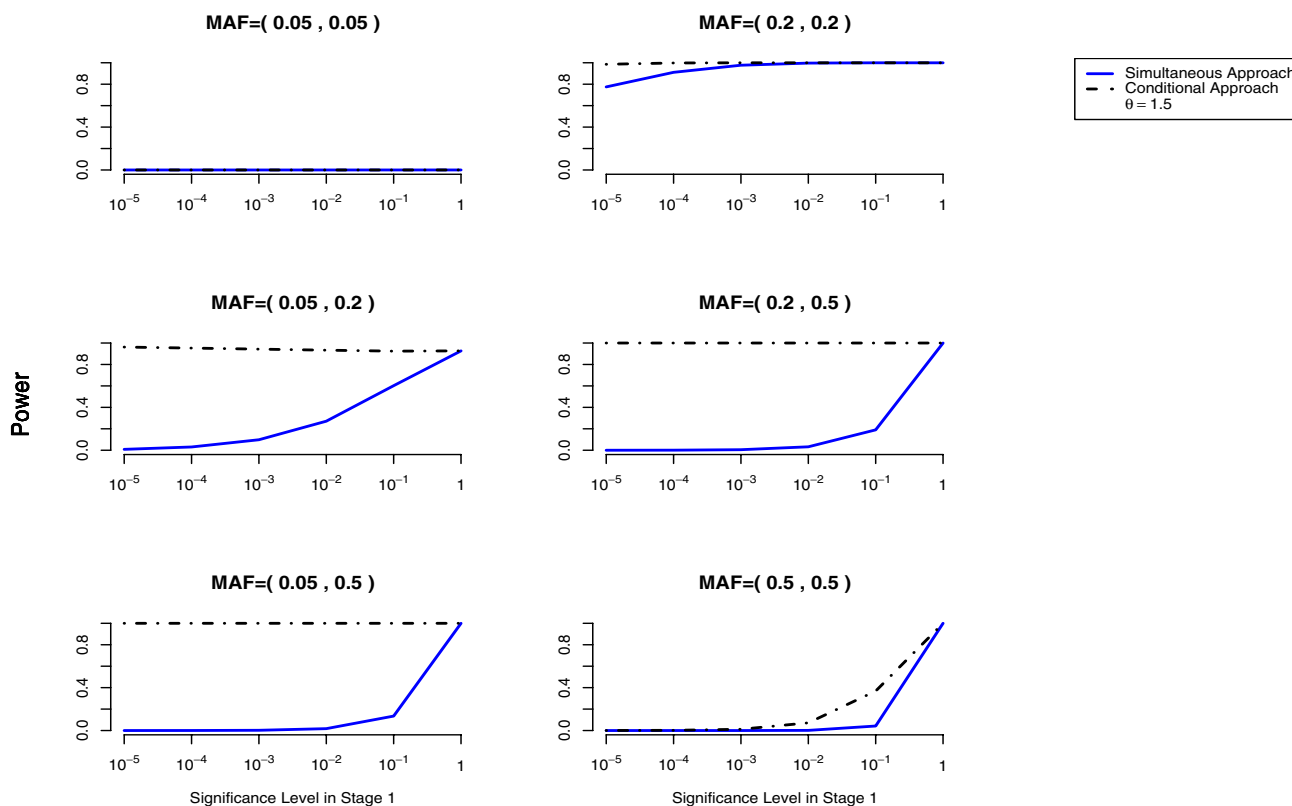 MAF=( 0.05 , 0.05 )
0.0 0.4 0.8
10⁻⁵ 10⁻⁴ 10⁻³ 10⁻² 10⁻¹ 1
MAF=( 0.2 , 0.2 )
0.0 0.4 0.8
10⁻⁵ 10⁻⁴ 10⁻³ 10⁻² 10⁻¹ 1
Simultaneous Approach
Conditional Approach
θ = 1.5
MAF=( 0.05 , 0.2 )
0.0 0.4 0.8
10⁻⁵ 10⁻⁴ 10⁻³ 10⁻² 10⁻¹ 1
MAF=( 0.2 , 0.5 )
0.0 0.4 0.8
10⁻⁵ 10⁻⁴ 10⁻³ 10⁻² 10⁻¹ 1
Power
MAF=( 0.05 , 0.5 )
0.0 0.4 0.8
10⁻⁵ 10⁻⁴ 10⁻³ 10⁻² 10⁻¹ 1
Significance Level in Stage 1
MAF=( 0.5 , 0.5 )
0.0 0.4 0.8
10⁻⁵ 10⁻⁴ 10⁻³ 10⁻² 10⁻¹ 1
Significance Level in Stage 1